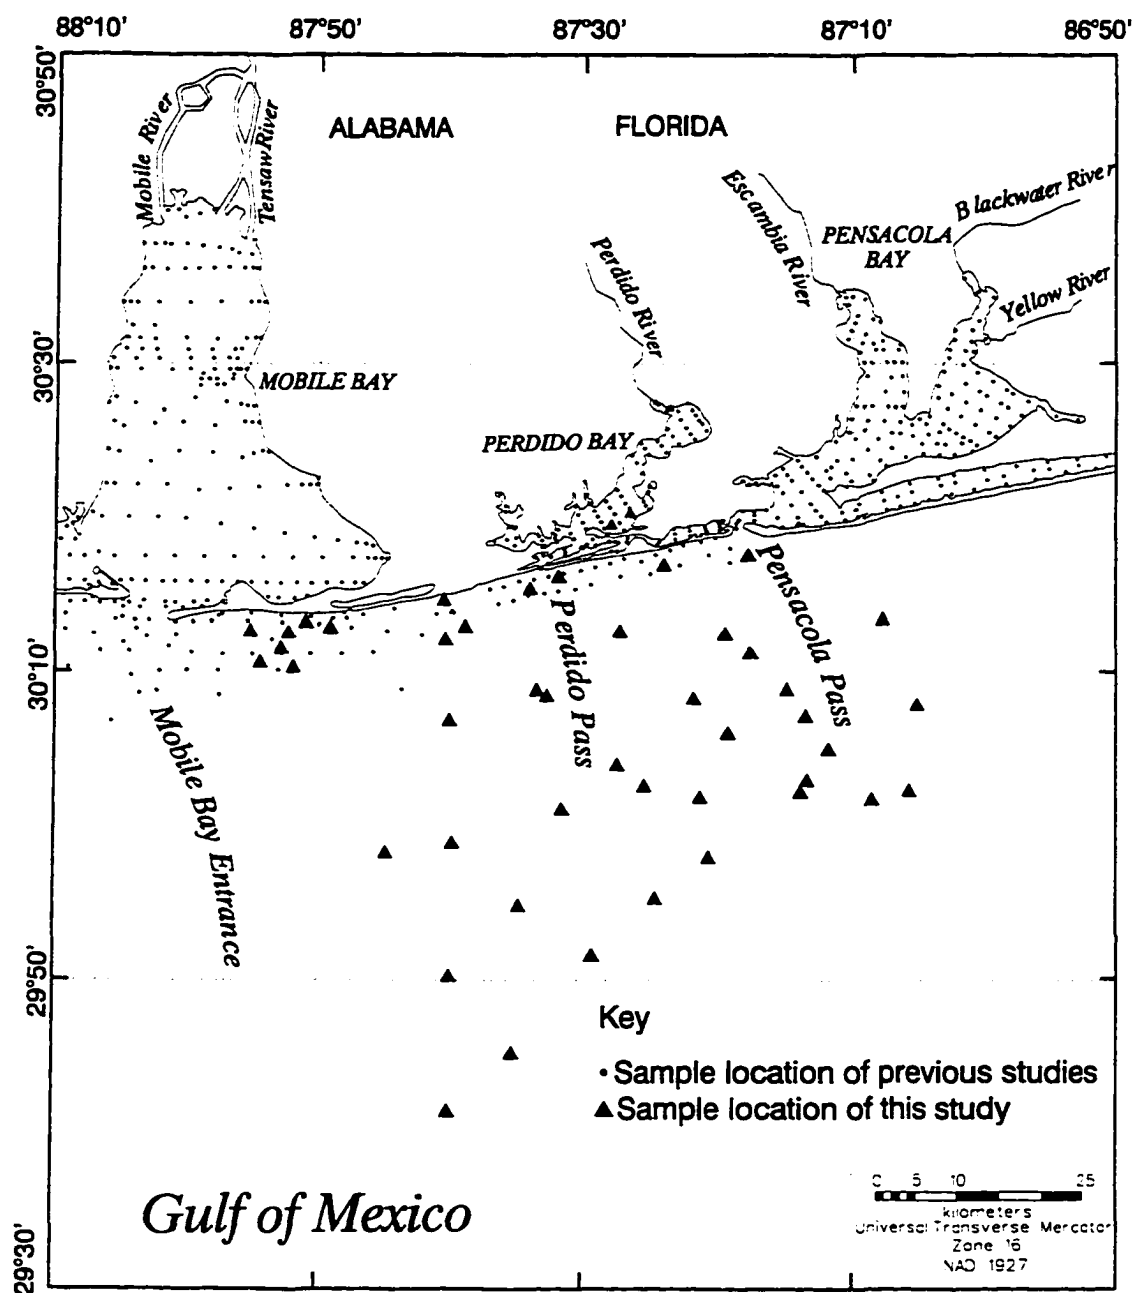 88°10' 87°50' 87°30' 87°10' 86°50'
30°50'
Mobile River
Tensaw River
ALABAMA
FLORIDA
Escambia River
Blackwater River
PENSACOLA
BAY
Perdido River
Yellow River
30°30'
MOBILE BAY
PERDIDO BAY
Perdido Pass
Pensacola Pass
30°10'
Mobile Bay Entrance
29°50'
Key
Sample location of previous studies
Sample location of this study
Gulf of Mexico
0 5 10 25
kilometers
Universal Transverse Mercator
Zone 16
NAD 1927
29°30'